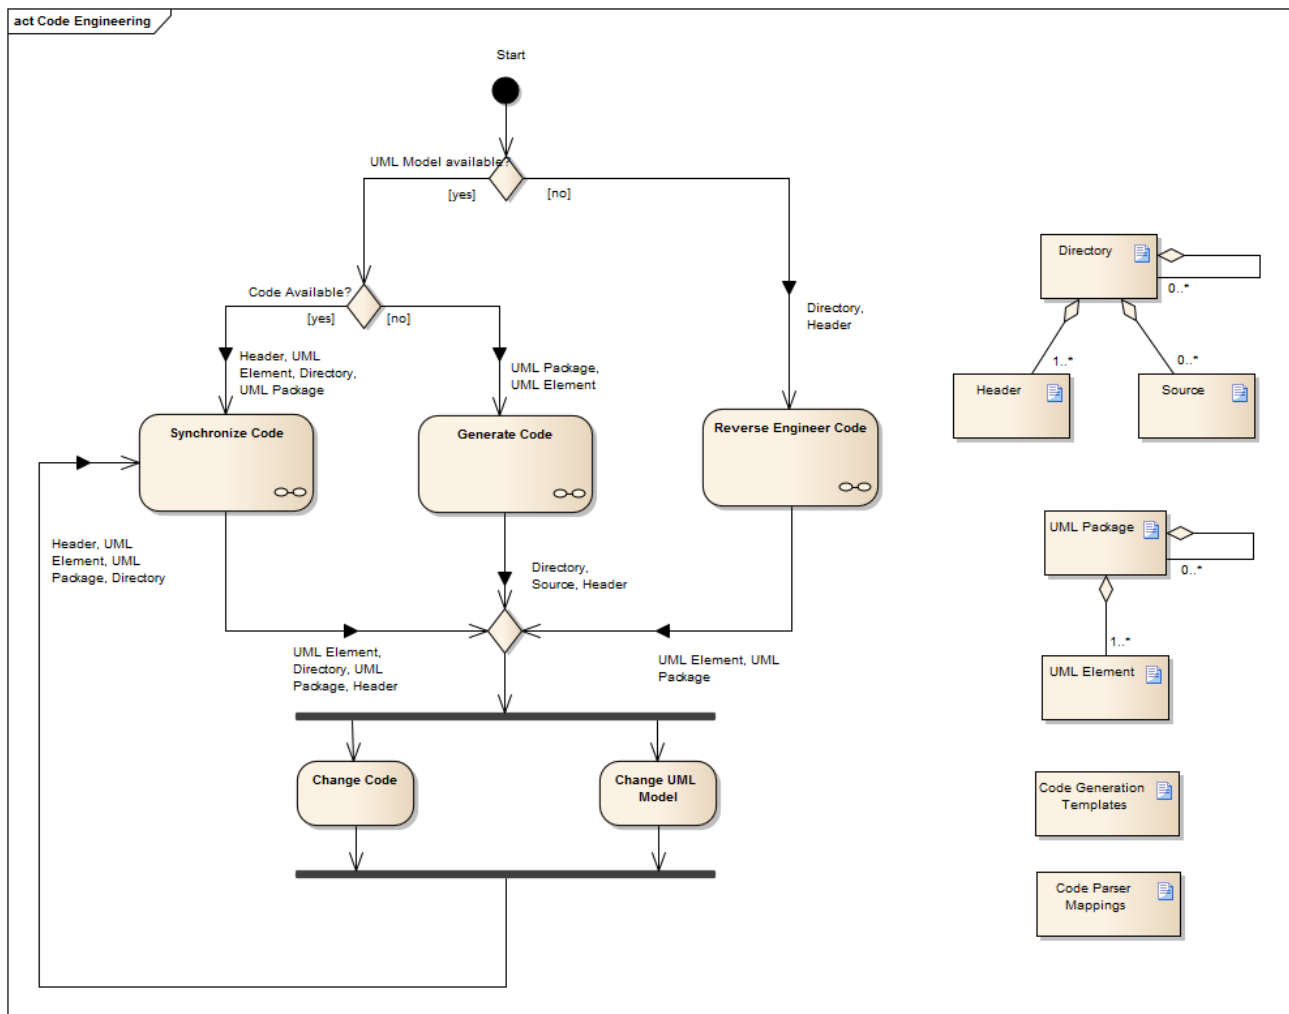 act Code Engineering
Start
UML Model available?
[yes]
[no]
Code Available?
[yes]
[no]
Header, UML
Element, Directory,
UML Package
UML Package,
UML Element
Directory,
Header
Synchronize Code
Generate Code
Reverse Engineer Code
Header, UML
Element, UML
Package, Directory
Directory,
Source, Header
UML Element,
Directory, UML
Package, Header
UML Element, UML
Package
Change Code
Change UML
Model
Directory
0..*
1..*
0..*
Header
Source
UML Package
0..*
1..*
UML Element
Code Generation
Templates
Code Parser
Mappings